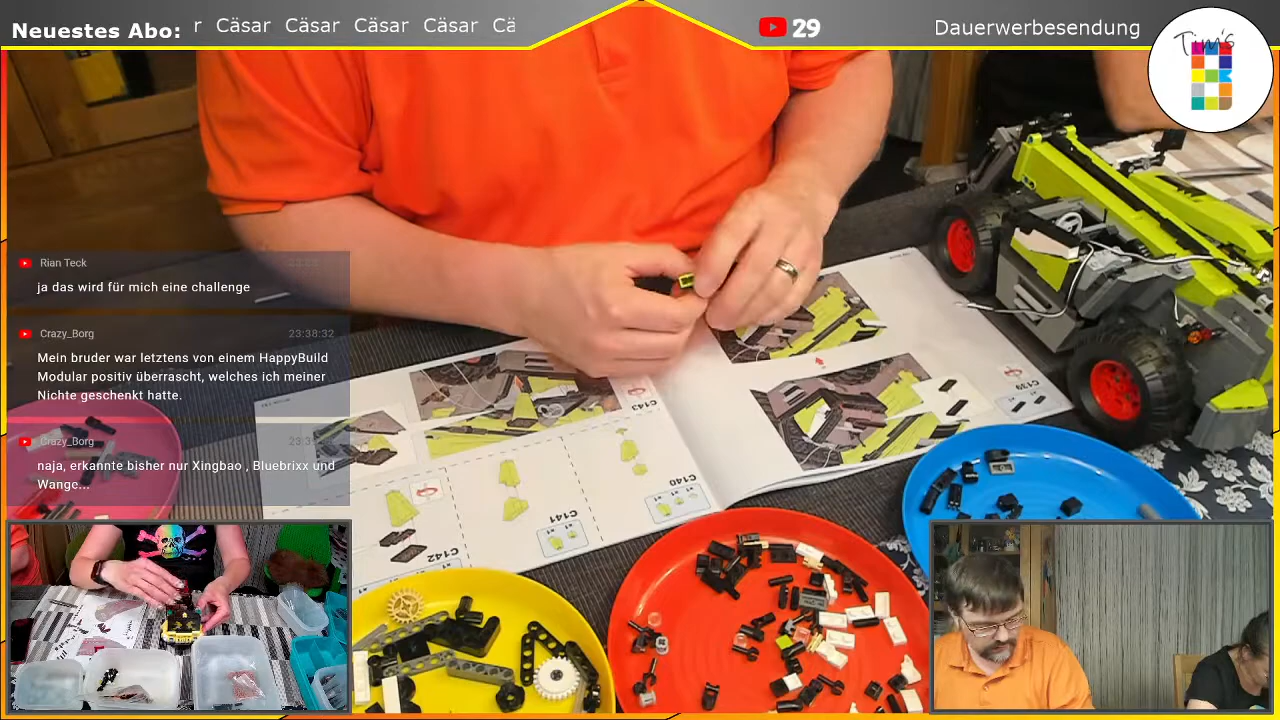 Neuestes Abo:
r Cäsar Cäsar Cäsar Cäsar Cä
29
Dauerwerbesendung
Tim's
Rian Teck
ja das wird für mich eine challenge
Crazy_Borg 23:38:32
Mein bruder war letztens von einem HappyBuild
Modular positiv überrascht, welches ich meiner
Nichte geschenkt hatte.
Crazy_Borg
naja, erkannte bisher nur Xingbao , Bluebrixx und
Wange...
C139
C143
C140
C141
C142